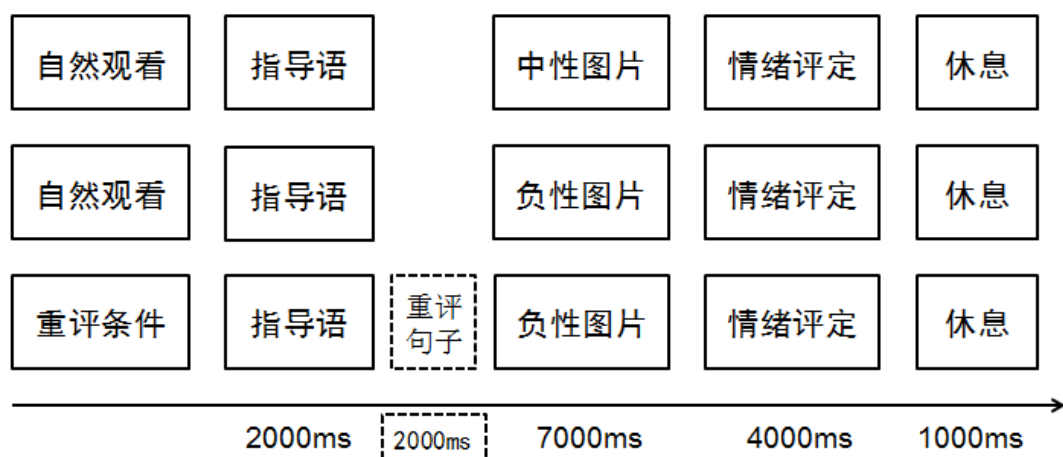 自然观看 指导语 中性图片 情绪评定 休息
自然观看 指导语 负性图片 情绪评定 休息
重评条件 指导语 重评 负性图片 情绪评定 休息
句子
2000ms 2000ms 7000ms 4000ms 1000ms